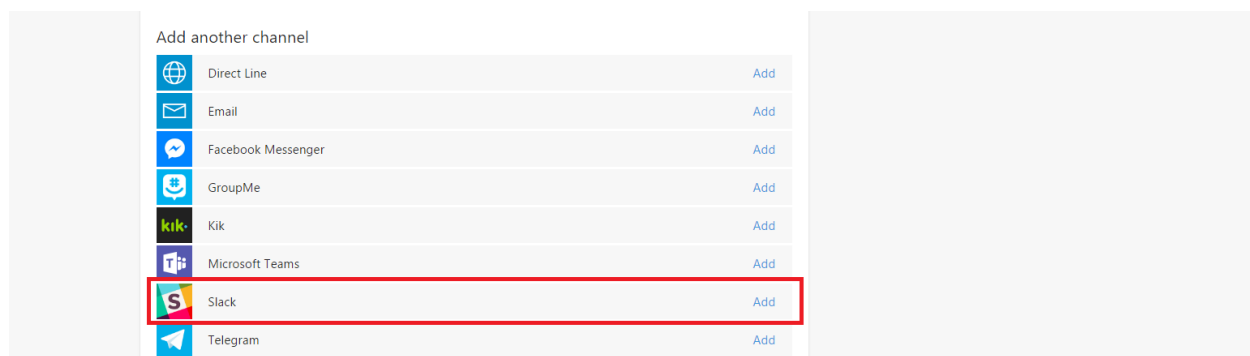 Add another channel
Direct Line Add
Email Add
Facebook Messenger Add
# GroupMe Add
kik· Kik Add
T Microsoft Teams Add
S Slack Add
Telegram Add